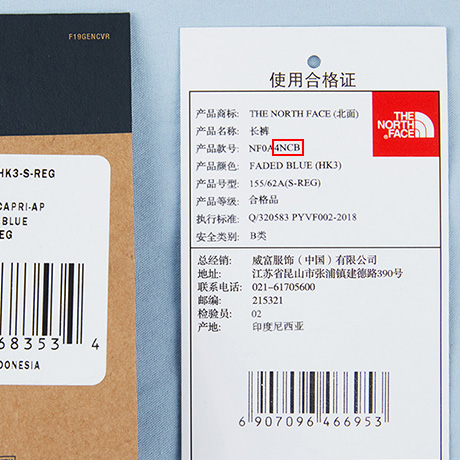 F19GENCVR
HK3-S-REG
CAPRI-AP
BLUE
EG
68353 4
DONESIA
使用合格证
产品商标: THE NORTH FACE (北面)
产品名称: 长裤
产品款号: NF0A4NCB
产品颜色: FADED BLUE (HK3)
产品号型: 155/62A(S-REG)
产品等级: 合格品
执行标准: Q/320583 PYVF002-2018
安全类别: B类
THE
NORTH
FACE
总经销: 威富服饰（中国）有限公司
地址: 江苏省昆山市张浦镇建德路390号
联系电话: 021-61705600
邮编: 215321
检验员: 02
产地: 印度尼西亚
6 907096 466953